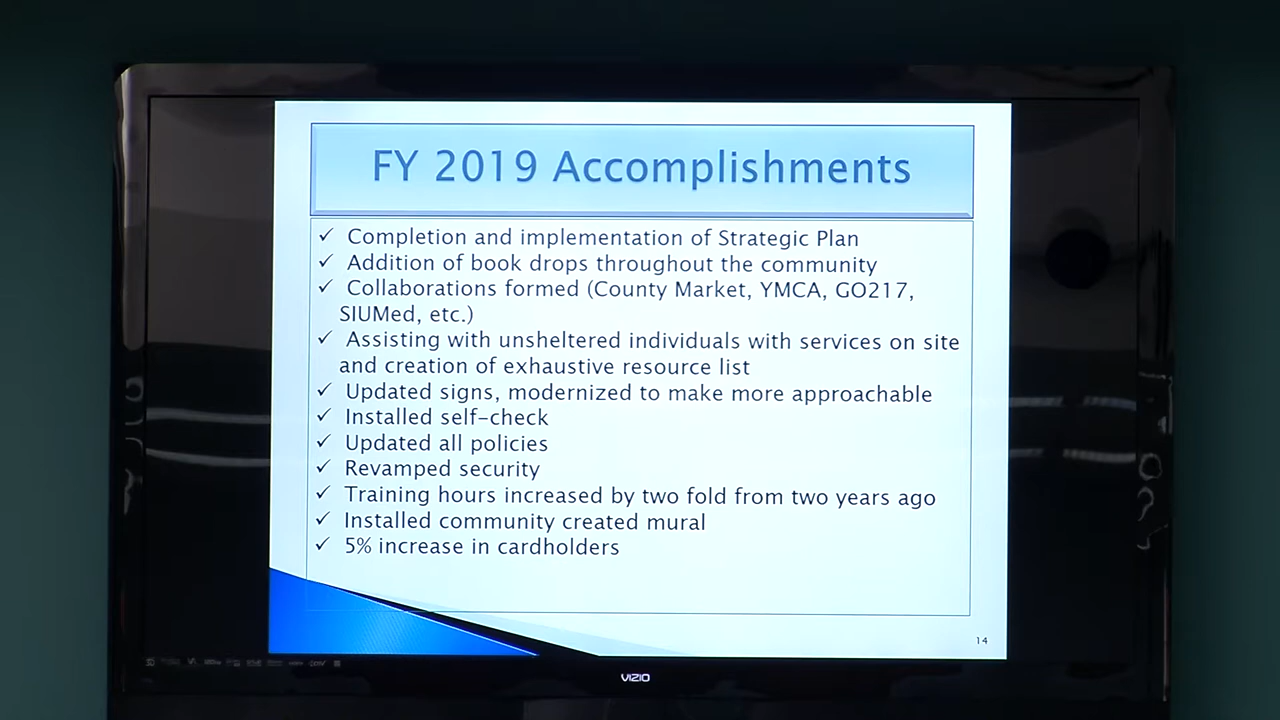 FY 2019 Accomplishments
✓ Completion and implementation of Strategic Plan
✓ Addition of book drops throughout the community
✓ Collaborations formed (County Market, YMCA, GO217,
SIUMed, etc.)
✓ Assisting with unsheltered individuals with services on site
and creation of exhaustive resource list
✓ Updated signs, modernized to make more approachable
✓ Installed self-check
✓ Updated all policies
✓ Revamped security
✓ Training hours increased by two fold from two years ago
✓ Installed community created mural
✓ 5% increase in cardholders
14
VIZIO